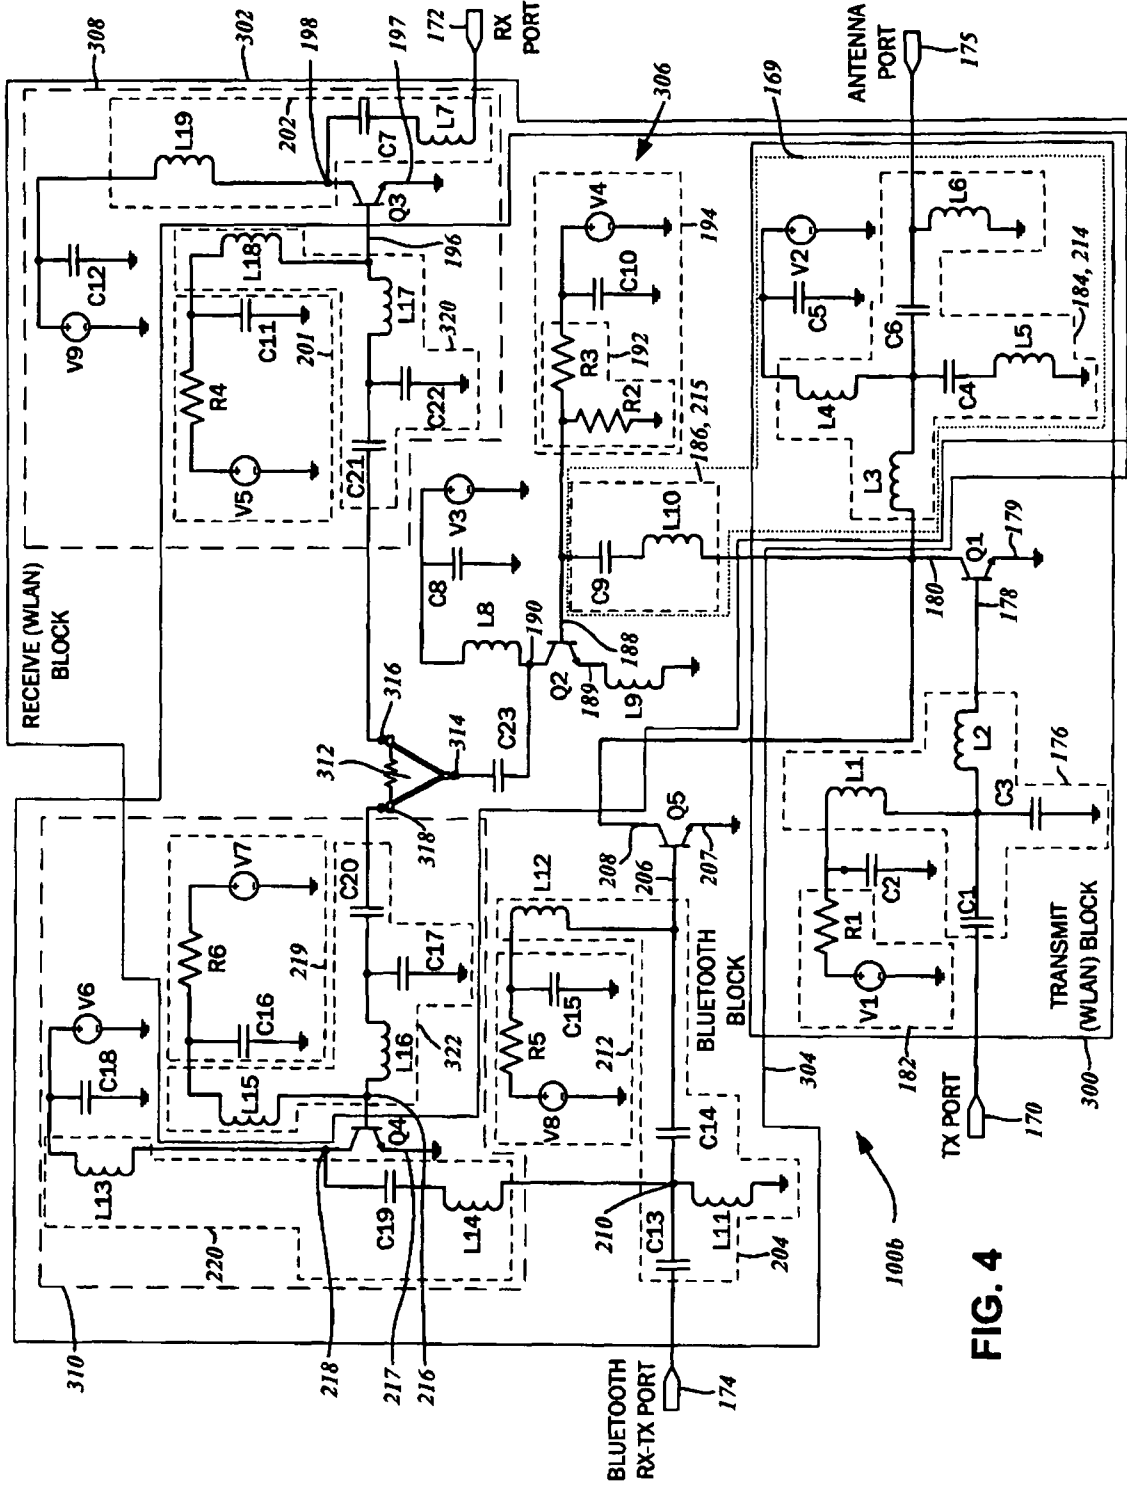 310
220
218
217
216
V6
C18
L13
C19
L14
Q4
L15
C16
R6
V7
219
L16
C17
C20
322
318
312
316
314
RECEIVE (WLAN)
BLOCK
308
302
198
197
172
RX
PORT
V9
C12
L19
202
C7
L7
Q3
196
V5
R4
C11
201
L18
L17
320
C22
C21
C8
V3
L8
190
C23
Q2
188
189
L9
306
V4
194
C10
R3
192
R2
186, 215
C9
L10
BLUETOOTH
RX-TX PORT
174
210
C13
L11
204
C14
V8
R5
C15
212
L12
BLUETOOTH
BLOCK
206
208
207
Q5
304
ANTENNA
PORT
175
169
V2
C5
L4
L3
C6
L6
C4
L5
184, 214
180
Q1
179
178
L1
L2
C3
176
R1
C2
C1
V1
182
TRANSMIT
(WLAN) BLOCK
300
TX PORT
170
100b
FIG. 4